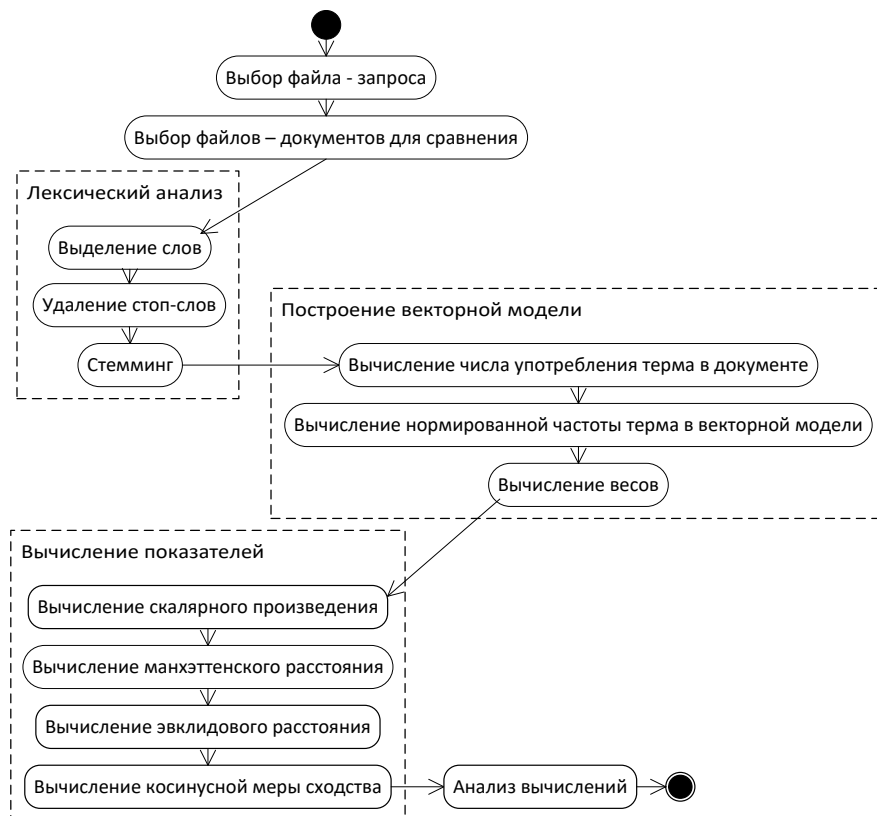 Выбор файла - запроса
Выбор файлов – документов для сравнения
Лексический анализ
Выделение слов
Удаление стоп-слов
Стемминг
Построение векторной модели
Вычисление числа употребления терма в документе
Вычисление нормированной частоты терма в векторной модели
Вычисление весов
Вычисление показателей
Вычисление скалярного произведения
Вычисление манхэттенского расстояния
Вычисление эвклидового расстояния
Вычисление косинусной меры сходства
Анализ вычислений